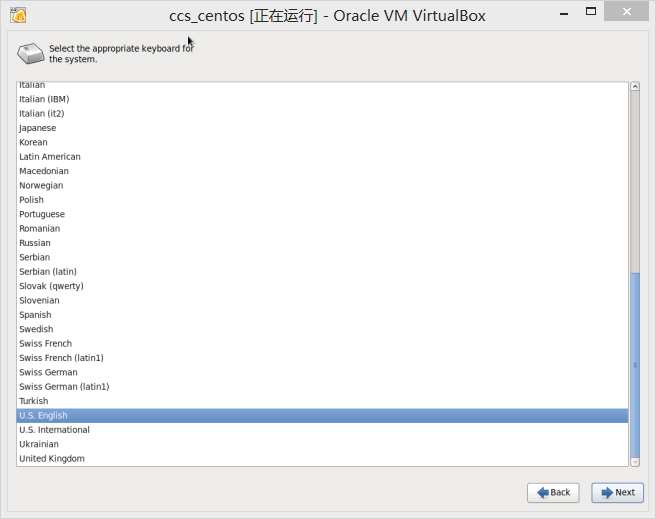 ccs_centos [正在运行] - Oracle VM VirtualBox
Select the appropriate keyboard for
the system.
Italian
Italian (IBM)
Italian (it2)
Japanese
Korean
Latin American
Macedonian
Norwegian
Polish
Portuguese
Romanian
Russian
Serbian
Serbian (latin)
Slovak (qwerty)
Slovenian
Spanish
Swedish
Swiss French
Swiss French (latin1)
Swiss German
Swiss German (latin1)
Turkish
U.S. English
U.S. International
Ukrainian
United Kingdom
Back
Next